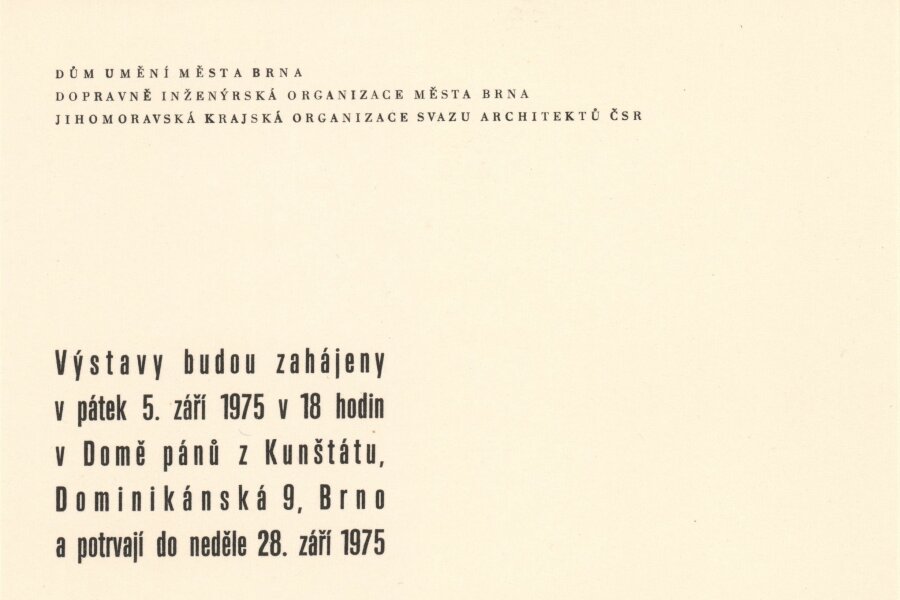 DŮM UMĚNÍ MĚSTA BRNA
DOPRAVNĚ INŽENÝRSKÁ ORGANIZACE MĚSTA BRNA
JIHOMORAVSKÁ KRAJSKÁ ORGANIZACE SVAZU ARCHITEKTŮ ČSR
Výstavy budou zahájeny
v pátek 5. září 1975 v 18 hodin
v Domě pánů z Kunštátu,
Dominikánská 9, Brno
a potrvají do neděle 28. září 1975